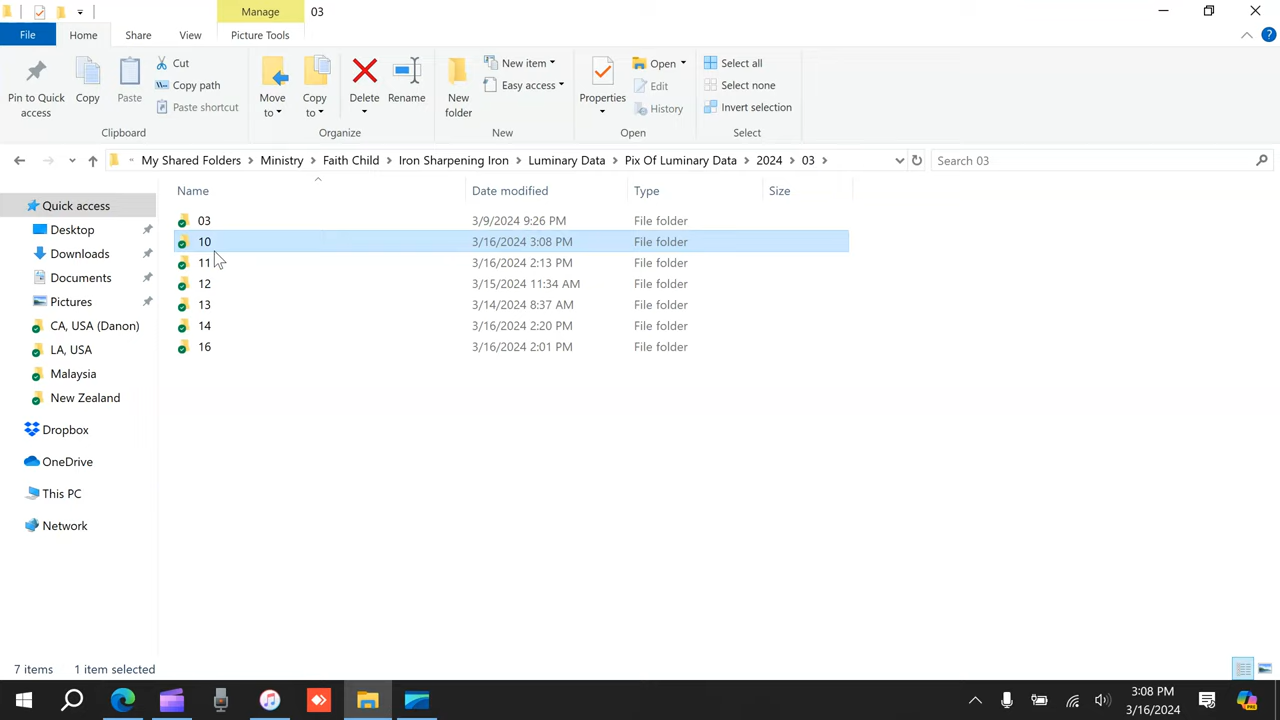 Manage
03
File
Home
Share
View
Picture Tools
Pin to Quick access
Copy
Paste
Cut
Copy path
Paste shortcut
Clipboard
Move to
Copy to
Delete
Rename
Organize
New folder
New item
Easy access
New
Properties
Open
Edit
History
Open
Select all
Select none
Invert selection
Select
« My Shared Folders > Ministry > Faith Child > Iron Sharpening Iron > Luminary Data > Pix Of Luminary Data > 2024 > 03 >
Search 03
Name Date modified Type Size
03 3/9/2024 9:26 PM File folder
10 3/16/2024 3:08 PM File folder
11 3/16/2024 2:13 PM File folder
12 3/15/2024 11:34 AM File folder
13 3/14/2024 8:37 AM File folder
14 3/16/2024 2:20 PM File folder
16 3/16/2024 2:01 PM File folder
Quick access
Desktop
Downloads
Documents
Pictures
CA, USA (Danon)
LA, USA
Malaysia
New Zealand
Dropbox
OneDrive
This PC
Network
7 items 1 item selected
3:08 PM
3/16/2024